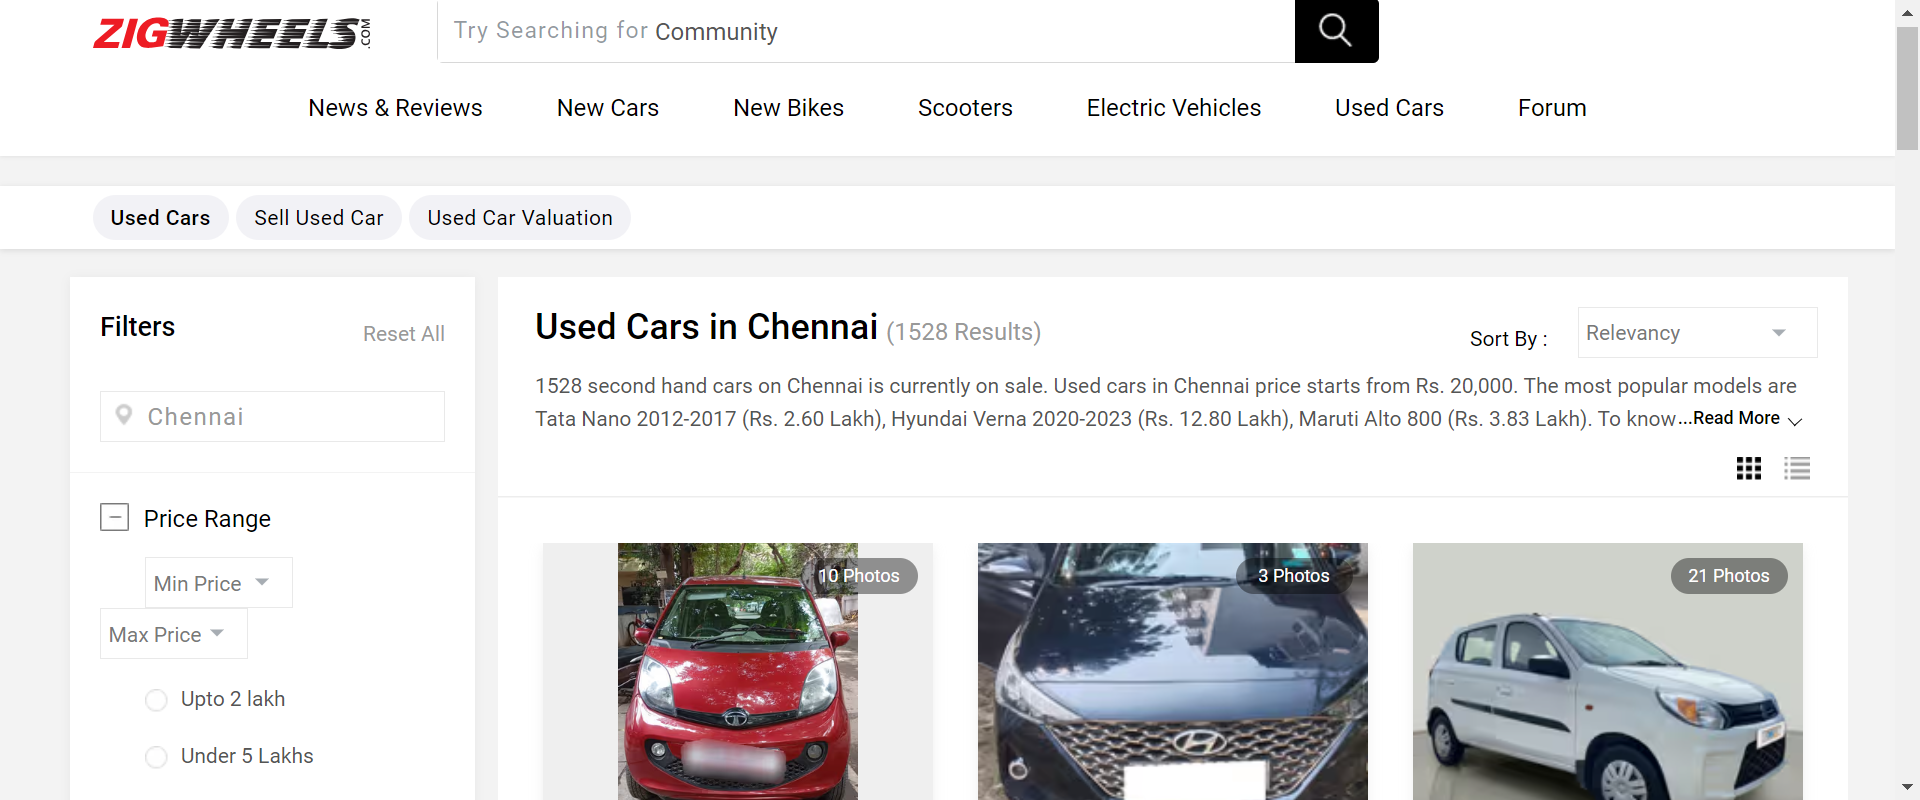 ZIGWHEELS.COM
Try Searching for Community
News & Reviews New Cars New Bikes Scooters Electric Vehicles Used Cars Forum
Used Cars Sell Used Car Used Car Valuation
Filters Reset All
Chennai
Price Range
Min Price
Max Price
Upto 2 lakh
Under 5 Lakhs
Used Cars in Chennai (1528 Results)
Sort By : Relevancy
1528 second hand cars on Chennai is currently on sale. Used cars in Chennai price starts from Rs. 20,000. The most popular models are
Tata Nano 2012-2017 (Rs. 2.60 Lakh), Hyundai Verna 2020-2023 (Rs. 12.80 Lakh), Maruti Alto 800 (Rs. 3.83 Lakh). To know ...Read More
10 Photos
3 Photos
21 Photos